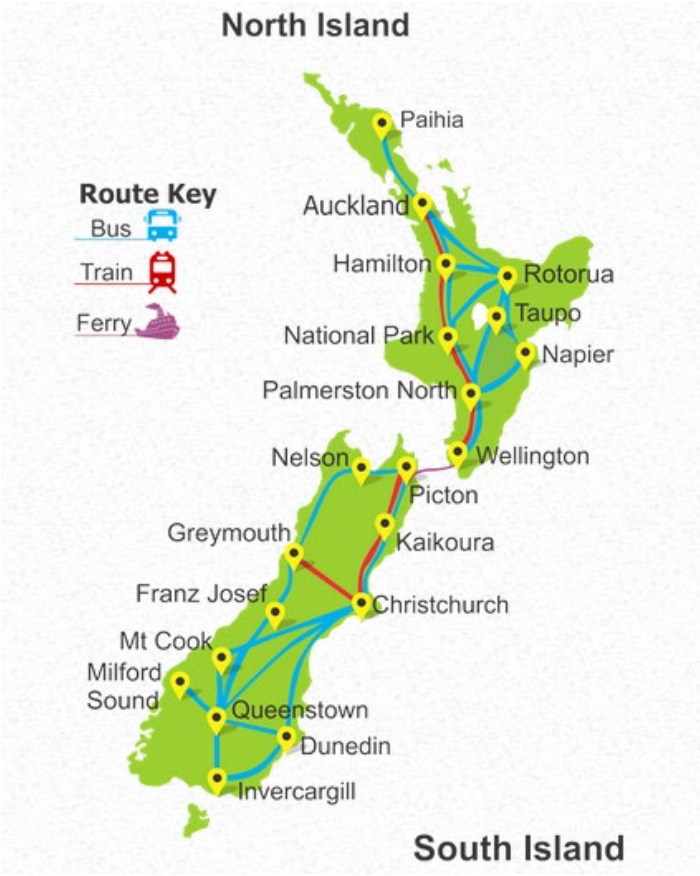 North Island
Paihia
Route Key
Bus
Auckland
Train
Hamilton
Rotorua
Ferry
Taupo
National Park
Napier
Palmerston North
Nelson
Wellington
Picton
Greymouth
Kaikoura
Franz Josef
Christchurch
Mt Cook
Milford
Sound
Queenstown
Dunedin
Invercargill
South Island